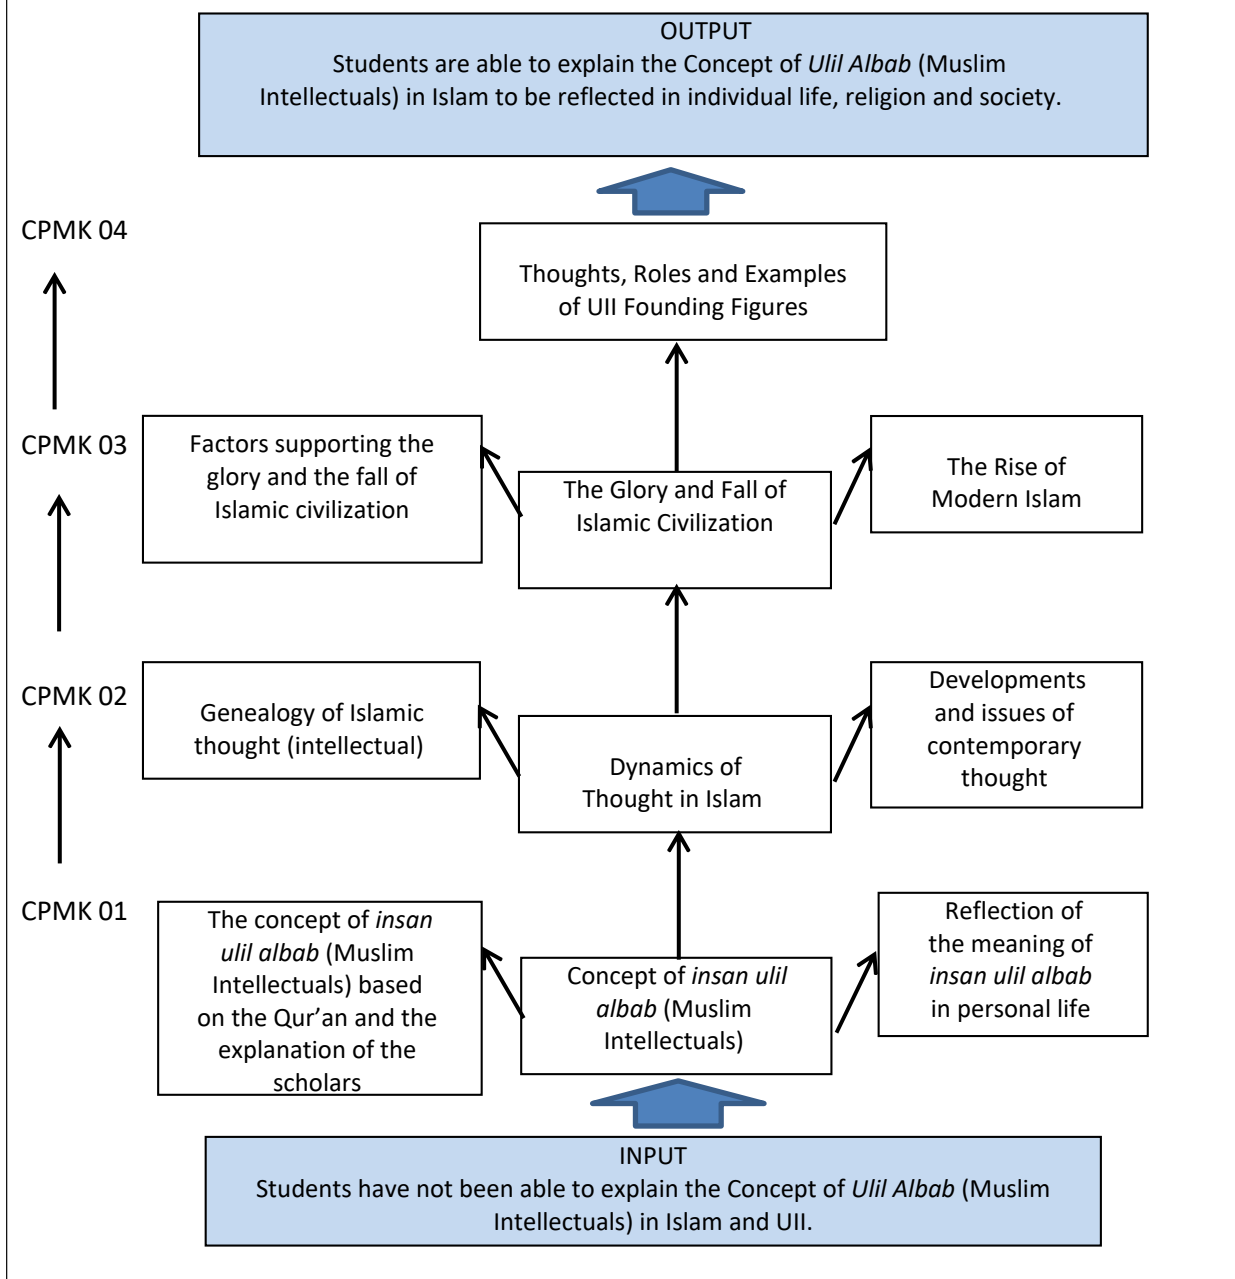 OUTPUT
Students are able to explain the Concept of Ulil Albab (Muslim
Intellectuals) in Islam to be reflected in individual life, religion and society.
CPMK 04
Thoughts, Roles and Examples
of UII Founding Figures
CPMK 03
Factors supporting the
glory and the fall of
Islamic civilization
The Glory and Fall of
Islamic Civilization
The Rise of
Modern Islam
CPMK 02
Genealogy of Islamic
thought (intellectual)
Dynamics of
Thought in Islam
Developments
and issues of
contemporary
thought
CPMK 01
The concept of insan
ulil albab (Muslim
Intellectuals) based
on the Qur’an and the
explanation of the
scholars
Concept of insan ulil
albab (Muslim
Intellectuals)
Reflection of
the meaning of
insan ulil albab
in personal life
INPUT
Students have not been able to explain the Concept of Ulil Albab (Muslim
Intellectuals) in Islam and UII.